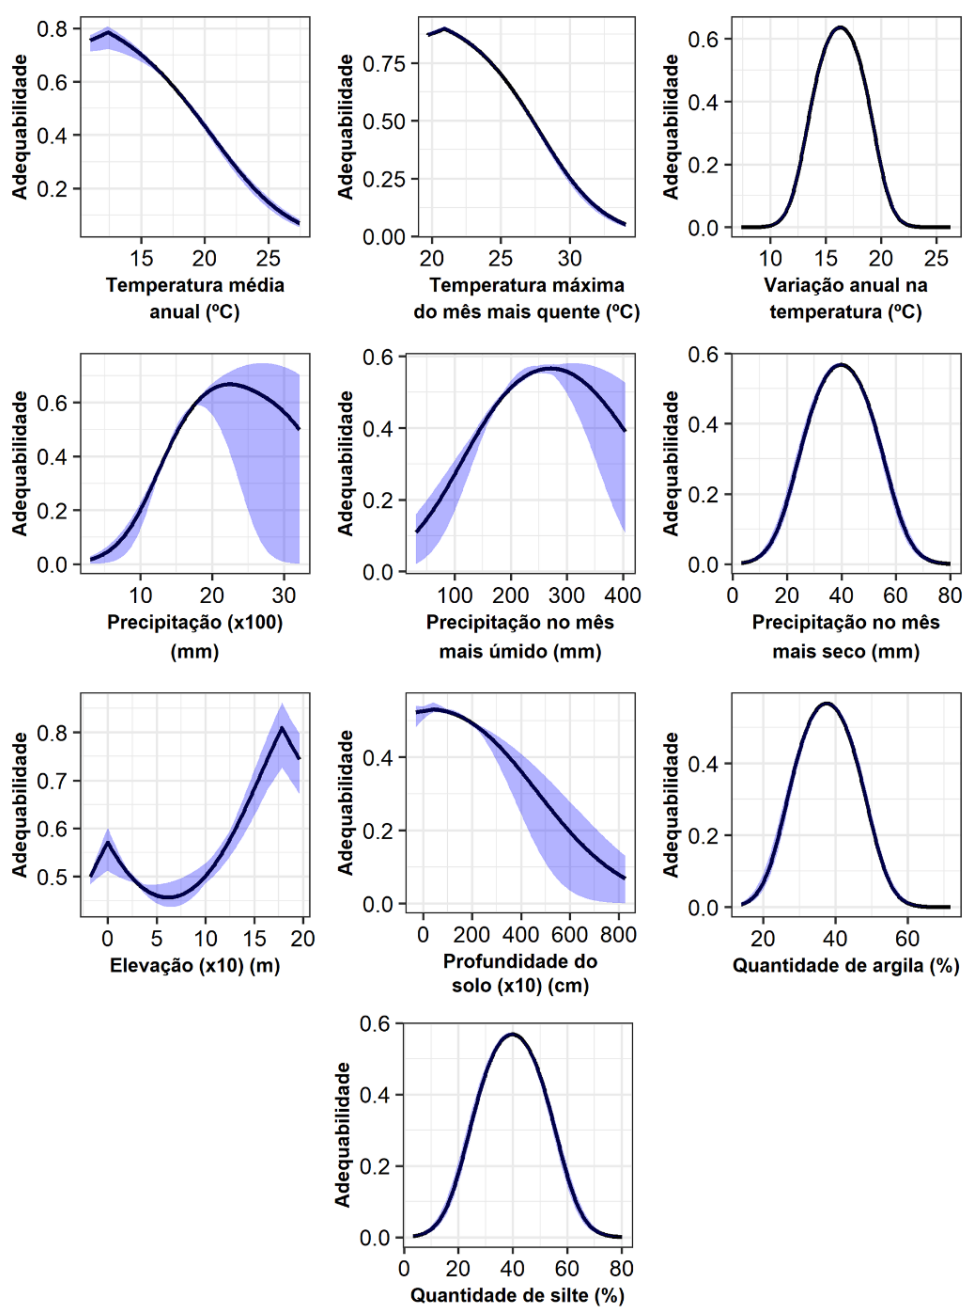 Adequabilidade
0.8
0.6
0.4
0.2
15 20 25
Temperatura média
anual (ºC)
Adequabilidade
0.75
0.50
0.25
0.00
20 25 30
Temperatura máxima
do mês mais quente (ºC)
Adequabilidade
0.6
0.4
0.2
0.0
10 15 20 25
Variação anual na
temperatura (ºC)
Adequabilidade
0.6
0.4
0.2
0.0
10 20 30
Precipitação (x100)
(mm)
Adequabilidade
0.6
0.4
0.2
0.0
100 200 300 400
Precipitação no mês
mais úmido (mm)
Adequabilidade
0.6
0.4
0.2
0.0
0 20 40 60 80
Precipitação no mês
mais seco (mm)
Adequabilidade
0.8
0.7
0.6
0.5
0 5 10 15 20
Elevação (x10) (m)
Adequabilidade
0.4
0.2
0.0
0 200 400 600 800
Profundidade do
solo (x10) (cm)
Adequabilidade
0.4
0.2
0.0
20 40 60
Quantidade de argila (%)
Adequabilidade
0.6
0.4
0.2
0.0
0 20 40 60 80
Quantidade de silte (%)